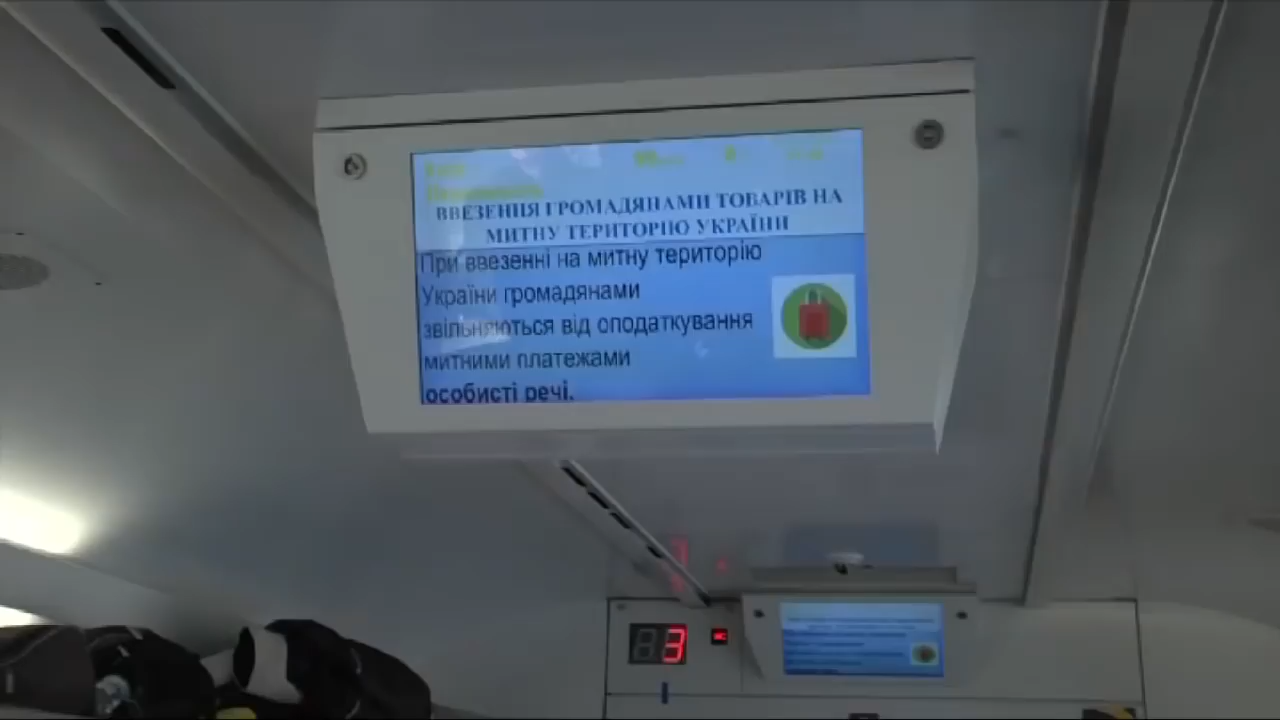 ВВЕЗЕННЯ ГРОМАДЯНАМИ ТОВАРІВ НА
МИТНУ ТЕРИТОРІЮ УКРАЇНИ
При ввезенні на митну територію
України громадянами
звільняються від оподаткування
митними платежами
особисті речі.
3